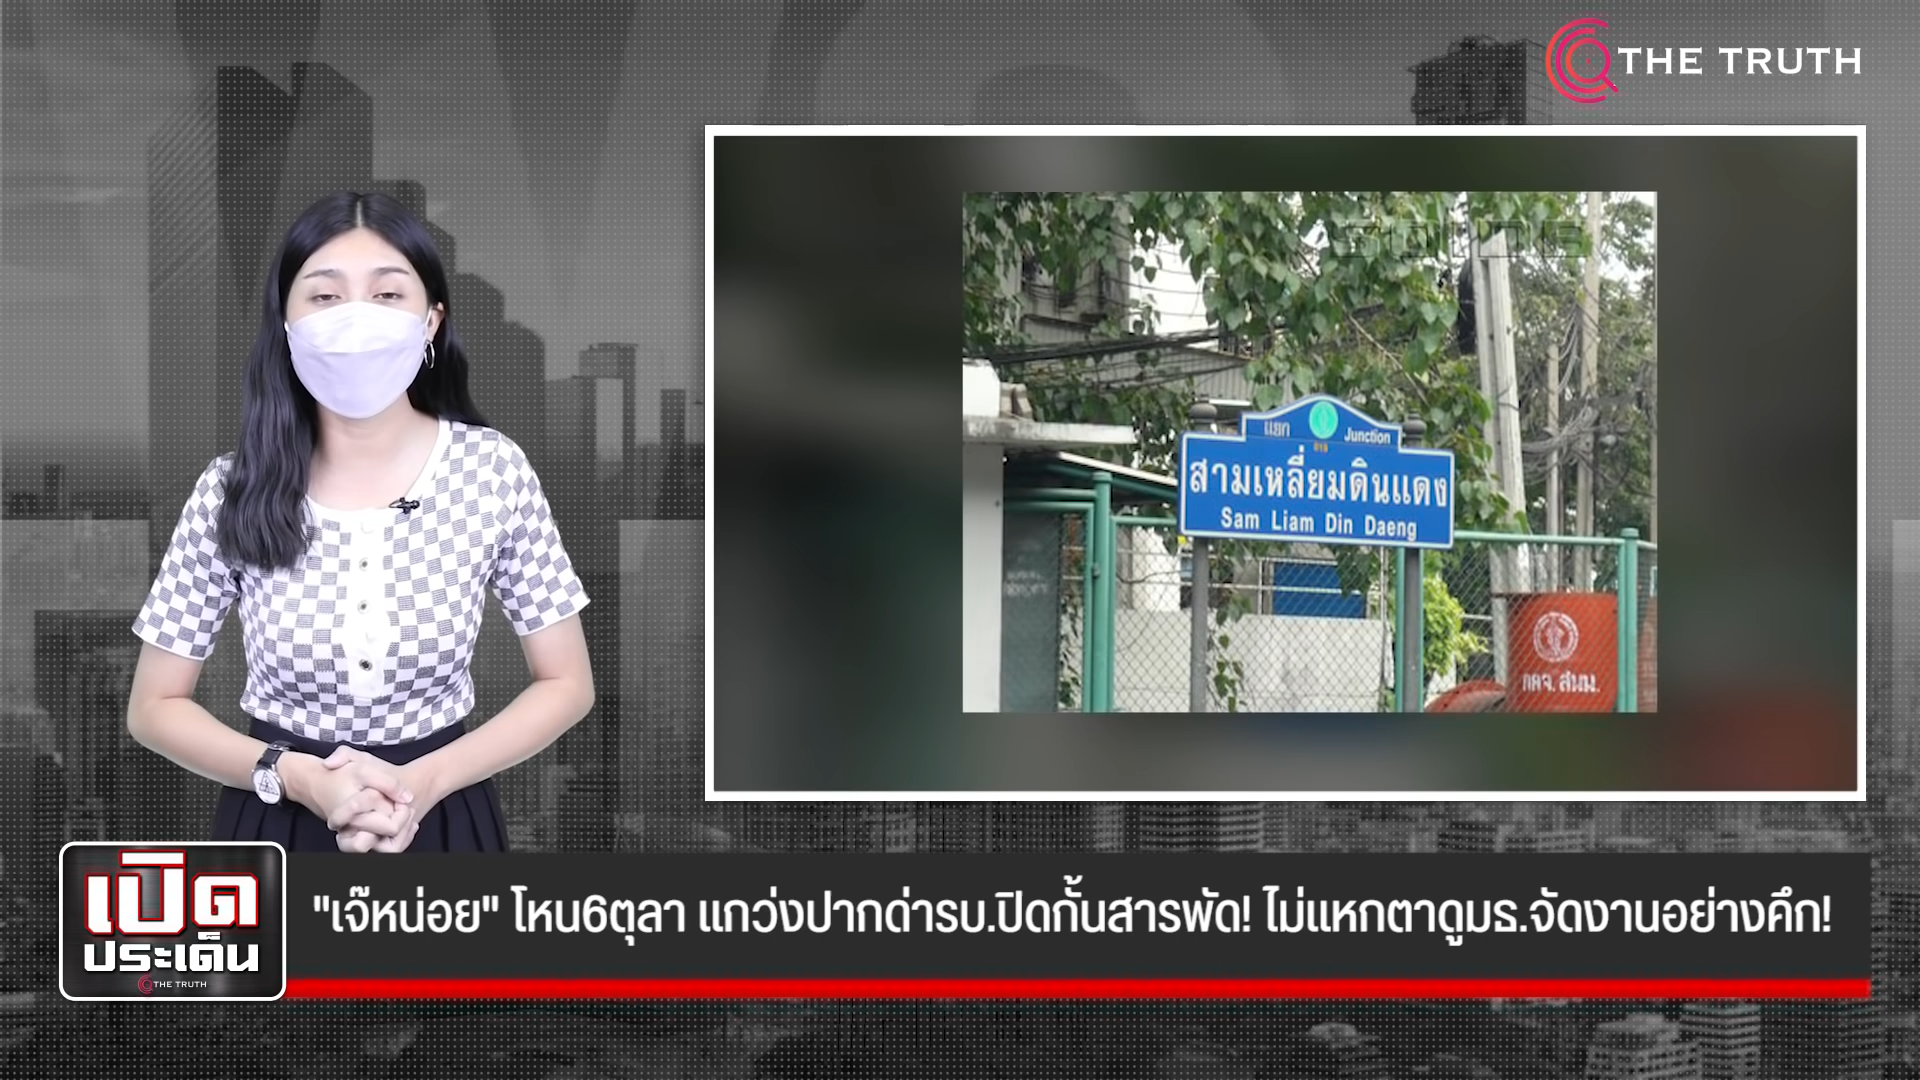 THE TRUTH
SOIDB
แยก
Junction
สามเหลี่ยมดินแดง
Sam Liam Din Daeng
กคจ. สนม.
เปิด
ประเด็น
THE TRUTH
"เจ๊หน่อย" โหน6ตุลา แกว่งปากด่ารบ.ปิดกั้นสารพัด! ไม่แหกตาดูมธ.จัดงานอย่างคึก!